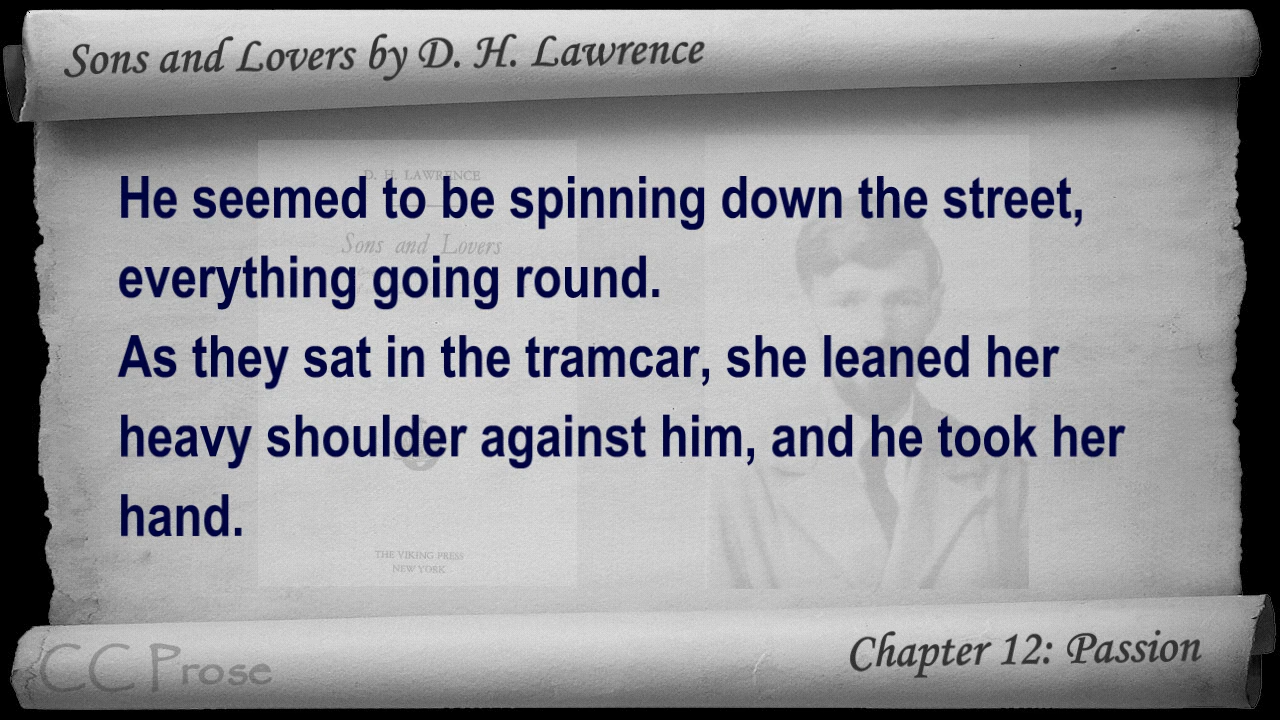 Sons and Lovers by D. H. Lawrence
D. H. LAWRENCE
He seemed to be spinning down the street,
Sons and Lovers
everything going round.
As they sat in the tramcar, she leaned her
heavy shoulder against him, and he took her
hand.
THE VIKING PRESS
NEW YORK
Chapter 12: Passion
CC Prose